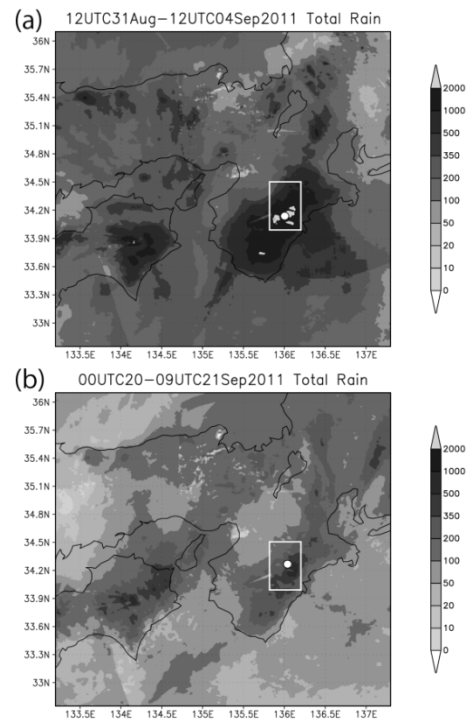 (a)
12UTC31Aug-12UTC04Sep2011 Total Rain
36N
35.7N
35.4N
35.1N
34.8N
34.5N
34.2N
33.9N
33.6N
33.3N
33N
133.5E 134E 134.5E 135E 135.5E 136E 136.5E 137E
2000
1000
500
350
200
100
50
20
10
0
(b)
00UTC20-09UTC21Sep2011 Total Rain
36N
35.7N
35.4N
35.1N
34.8N
34.5N
34.2N
33.9N
33.6N
33.3N
33N
133.5E 134E 134.5E 135E 135.5E 136E 136.5E 137E
2000
1000
500
350
200
100
50
20
10
0